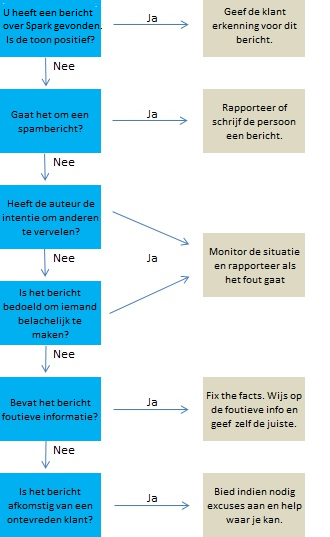 U heeft een bericht
over Spark gevonden.
Is de toon positief?
Ja
Geef de klant
erkenning voor dit
bericht.
Nee
Gaat het om een
spambericht?
Ja
Rapporteer of
schrijf de persoon
een bericht.
Nee
Heeft de auteur de
intentie om anderen
te vervelen?
Nee
Ja
Monitor de situatie
en rapporteer als
het fout gaat
Is het bericht
bedoeld om iemand
belachelijk te
maken?
Nee
Bevat het bericht
foutieve informatie?
Ja
Fix the facts. Wijs op
de foutieve info en
geef zelf de juiste.
Nee
Is het bericht
afkomstig van een
ontevreden klant?
Ja
Bied indien nodig
excuses aan en help
waar je kan.